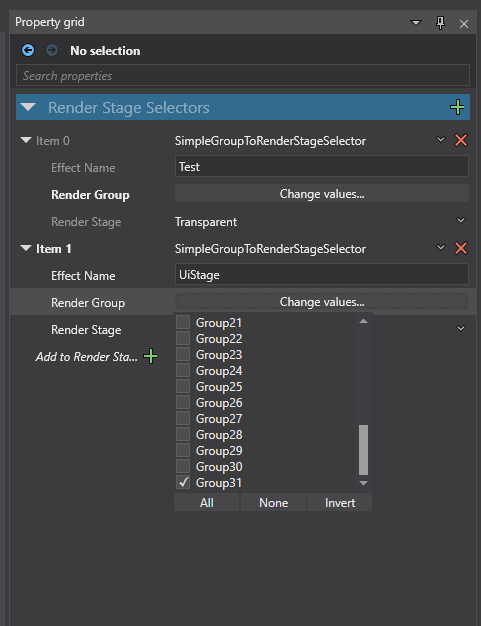 Property grid
No selection
Search properties
Render Stage Selectors
Item 0 SimpleGroupToRenderStageSelector
Effect Name Test
Render Group Change values...
Render Stage Transparent
Item 1 SimpleGroupToRenderStageSelector
Effect Name UiStage
Render Group Change values...
Render Stage
Add to Render Sta...
Group21
Group22
Group23
Group24
Group25
Group26
Group27
Group28
Group29
Group30
Group31
All None Invert